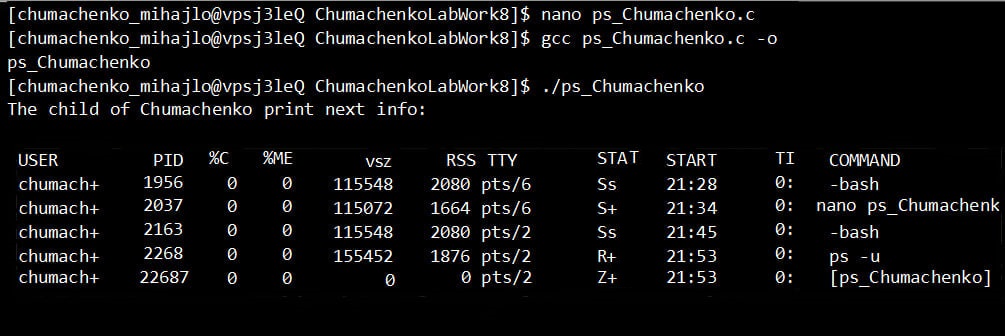 [chumachenko_mihajlo@vpsj3leQ ChumachenkoLabWork8]$ nano ps_Chumachenko.c
[chumachenko_mihajlo@vpsj3leQ ChumachenkoLabWork8]$ gcc ps_Chumachenko.c -o
ps_Chumachenko
[chumachenko_mihajlo@vpsj3leQ ChumachenkoLabWork8]$ ./ps_Chumachenko
The child of Chumachenko print next info:
USER PID %C %ME vsz RSS TTY STAT START TI COMMAND
chumach+ 1956 0 0 115548 2080 pts/6 Ss 21:28 0: -bash
chumach+ 2037 0 0 115072 1664 pts/6 S+ 21:34 0: nano ps_Chumachenk
chumach+ 2163 0 0 115548 2080 pts/2 Ss 21:45 0: -bash
chumach+ 2268 0 0 155452 1876 pts/2 R+ 21:53 0: ps -u
chumach+ 22687 0 0 0 0 pts/2 Z+ 21:53 0: [ps_Chumachenko]